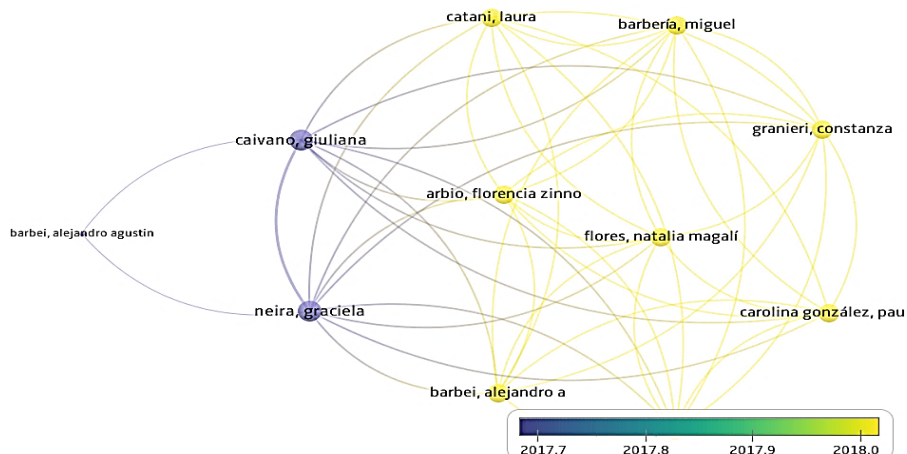 catani, laura
barbería, miguel
granieri, constanza
caivano, giuliana
arbio, florencia zinno
barbei, alejandro agustin
flores, natalia magalí
neira, graciela
carolina gonzález, pau
barbei, alejandro a
2017.7 2017.8 2017.9 2018.0